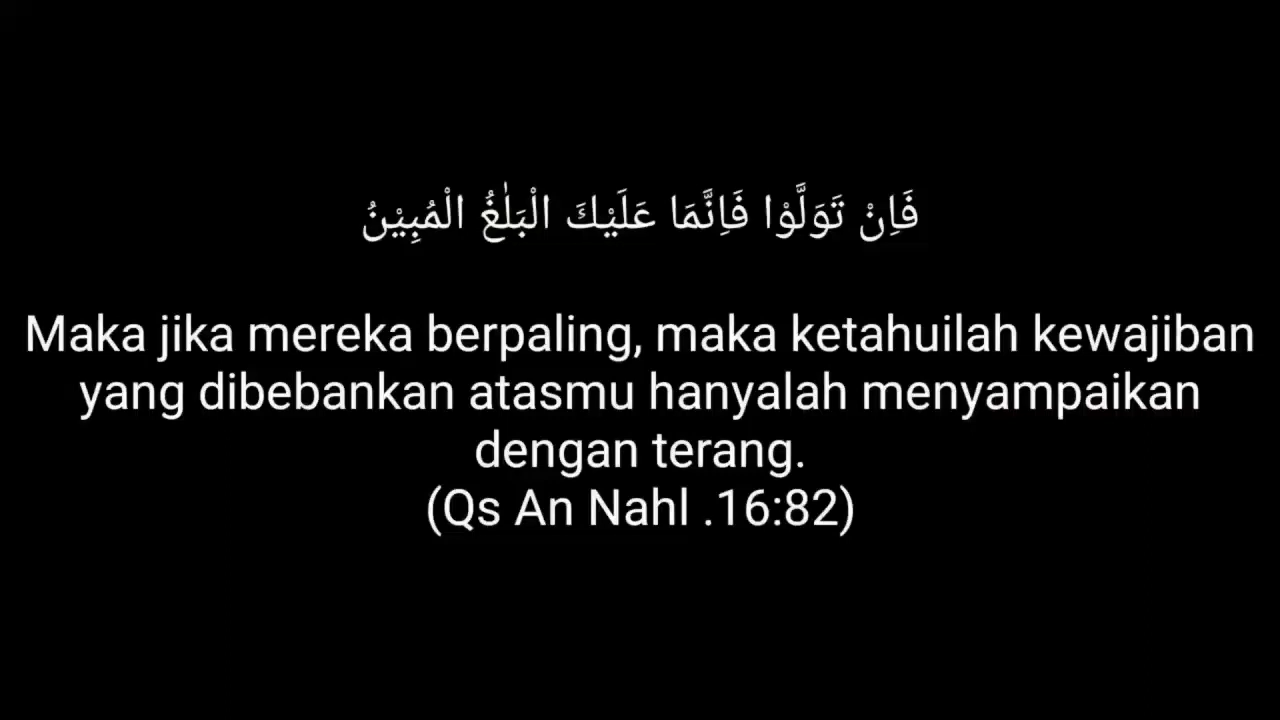 فَاِنْ تَوَلَّوْا فَاِنَّمَا عَلَيْكَ الْبَلٰغُ الْمُبِيْنُ
Maka jika mereka berpaling, maka ketahuilah kewajiban
yang dibebankan atasmu hanyalah menyampaikan
dengan terang.
(Qs An Nahl .16:82)